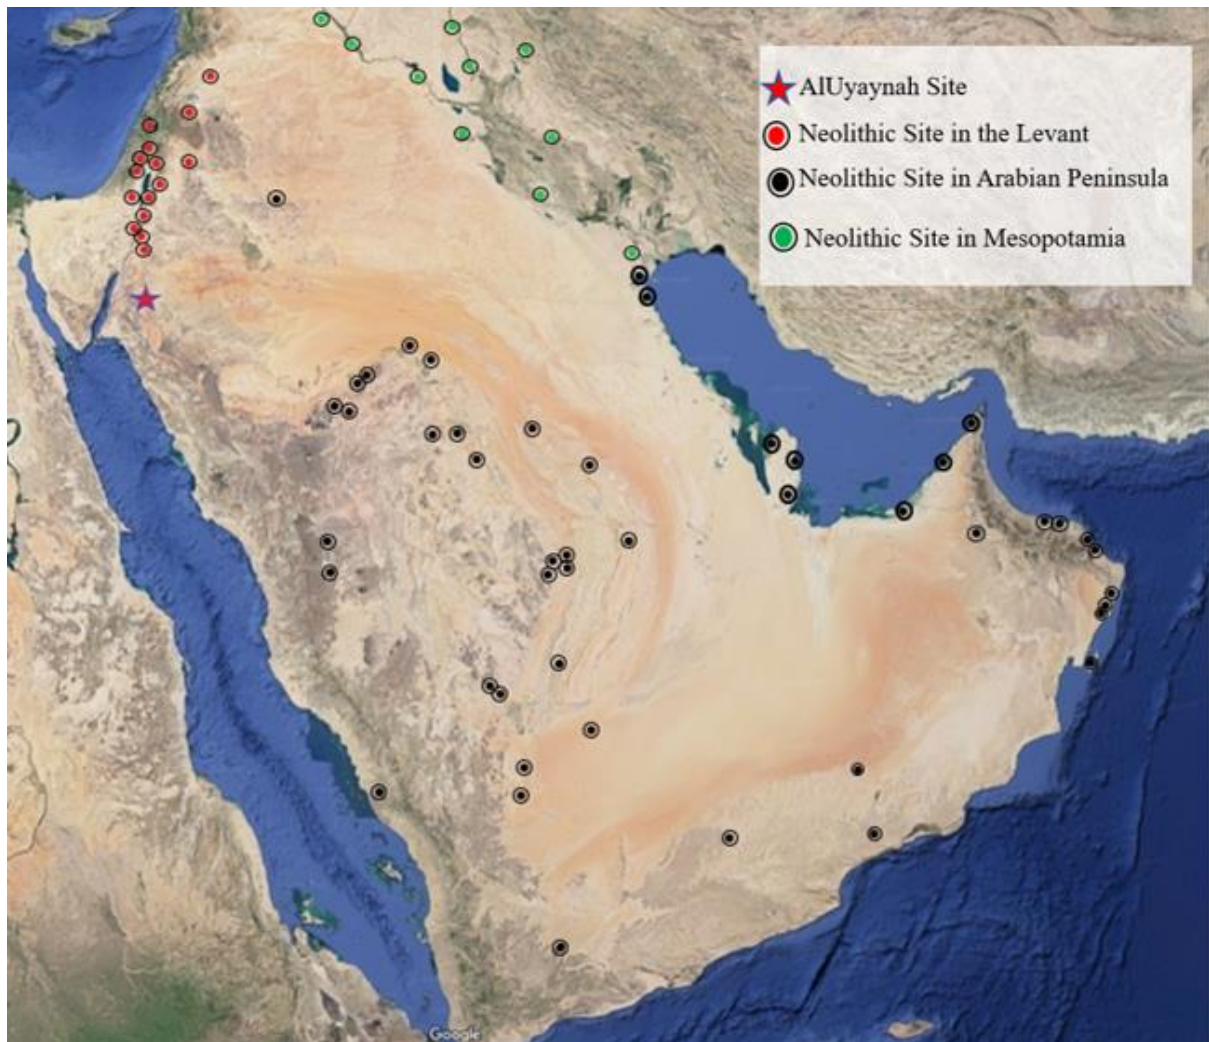 AlUyaynah Site
Neolithic Site in the Levant
Neolithic Site in Arabian Peninsula
Neolithic Site in Mesopotamia
Google